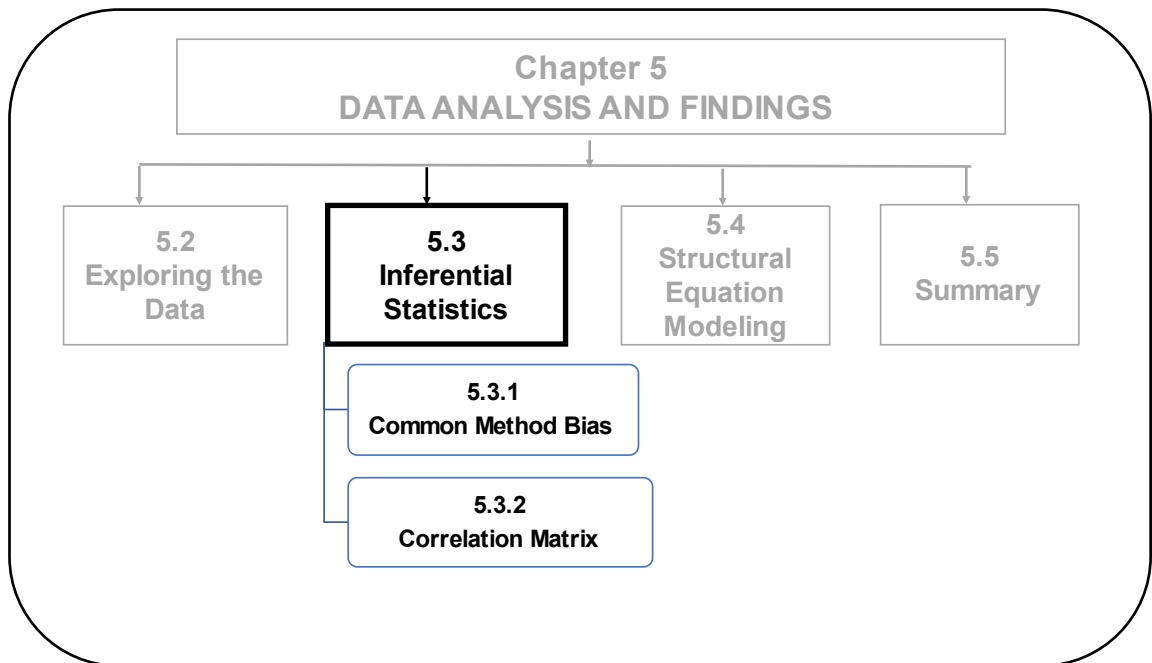 Chapter 5
DATA ANALYSIS AND FINDINGS
5.2
Exploring the
Data
5.3
Inferential
Statistics
5.4
Structural
Equation
Modeling
5.5
Summary
5.3.1
Common Method Bias
5.3.2
Correlation Matrix